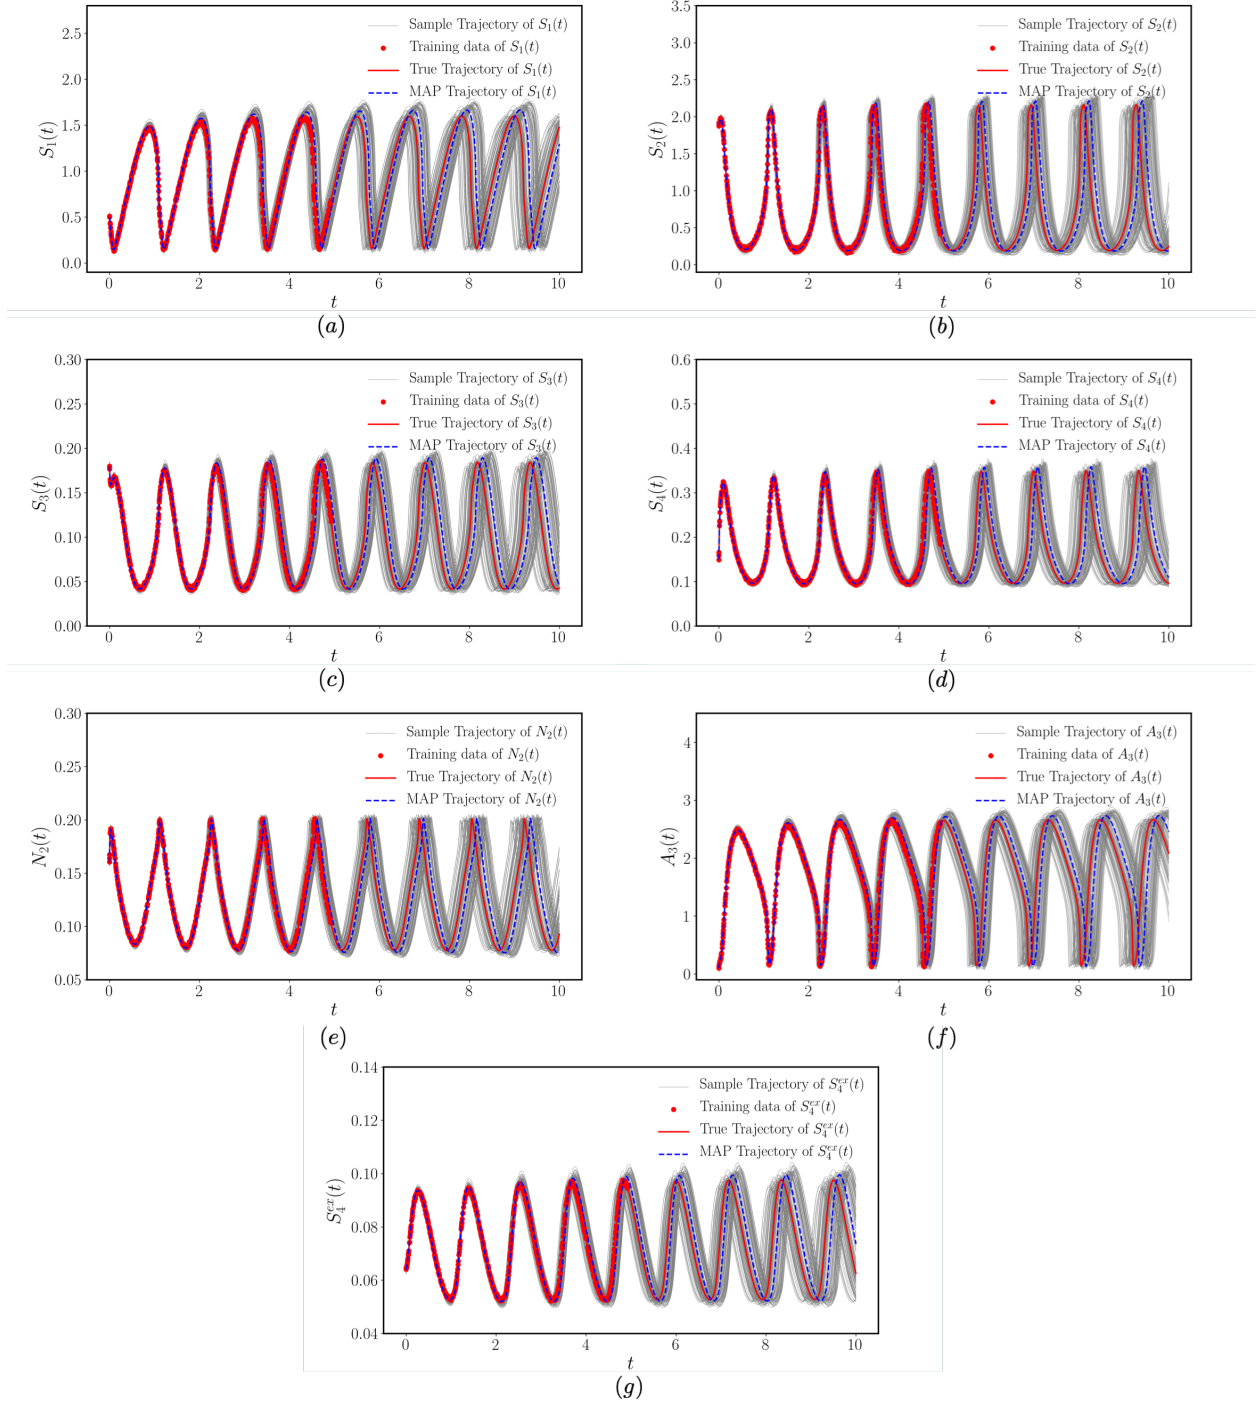 Sample Trajectory of S₁(t)
Training data of S₁(t)
True Trajectory of S₁(t)
MAP Trajectory of S₁(t)
2.5
2.0
1.5
1.0
0.5
0.0
S₁(t)
0 2 4 6 8 10
t
(a)
Sample Trajectory of S₂(t)
Training data of S₂(t)
True Trajectory of S₂(t)
MAP Trajectory of S₂(t)
3.5
3.0
2.5
2.0
1.5
1.0
0.5
0.0
S₂(t)
0 2 4 6 8 10
t
(b)
Sample Trajectory of S₃(t)
Training data of S₃(t)
True Trajectory of S₃(t)
MAP Trajectory of S₃(t)
0.30
0.25
0.20
0.15
0.10
0.05
0.00
S₃(t)
0 2 4 6 8 10
t
(c)
Sample Trajectory of S₄(t)
Training data of S₄(t)
True Trajectory of S₄(t)
MAP Trajectory of S₄(t)
0.6
0.5
0.4
0.3
0.2
0.1
0.0
S₄(t)
0 2 4 6 8 10
t
(d)
Sample Trajectory of N₂(t)
Training data of N₂(t)
True Trajectory of N₂(t)
MAP Trajectory of N₂(t)
0.30
0.25
0.20
0.15
0.10
0.05
N₂(t)
0 2 4 6 8 10
t
(e)
Sample Trajectory of A₃(t)
Training data of A₃(t)
True Trajectory of A₃(t)
MAP Trajectory of A₃(t)
4
3
2
1
0
A₃(t)
0 2 4 6 8 10
t
(f)
Sample Trajectory of S₄ᵉˣ(t)
Training data of S₄ᵉˣ(t)
True Trajectory of S₄ᵉˣ(t)
MAP Trajectory of S₄ᵉˣ(t)
0.14
0.12
0.10
0.08
0.06
0.04
S₄ᵉˣ(t)
0 2 4 6 8 10
t
(g)